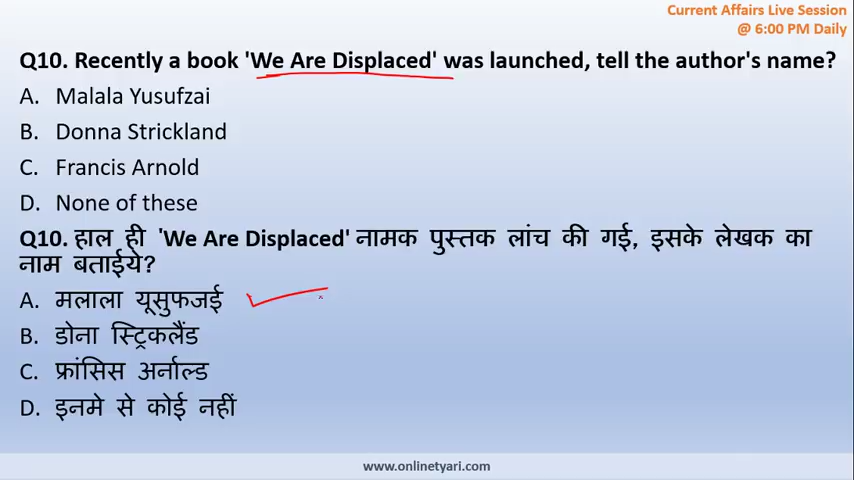 Current Affairs Live Session
@ 6:00 PM Daily
Q10. Recently a book 'We Are Displaced' was launched, tell the author's name?
A. Malala Yusufzai
B. Donna Strickland
C. Francis Arnold
D. None of these
Q10. हाल ही 'We Are Displaced' नामक पुस्तक लांच की गई, इसके लेखक का
नाम बताईये?
A. मलाला यूसुफजई
B. डोना स्ट्रिकलैंड
C. फ्रांसिस अर्नाल्ड
D. इनमे से कोई नहीं
www.onlinetyari.com